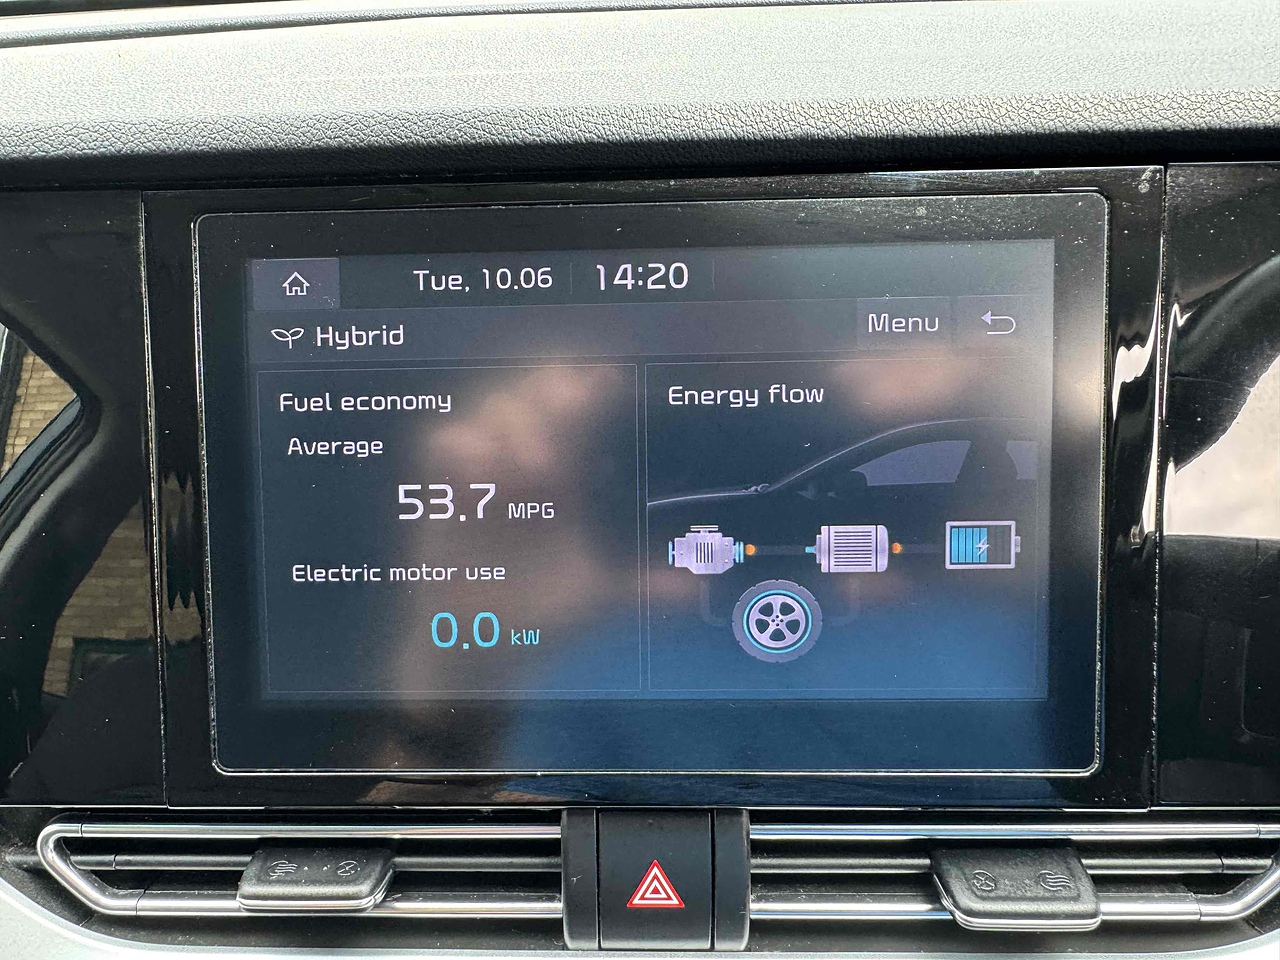 Tue, 10.06 14:20
Hybrid Menu
Fuel economy
Average
53.7 MPG
Electric motor use
0.0 kW
Energy flow